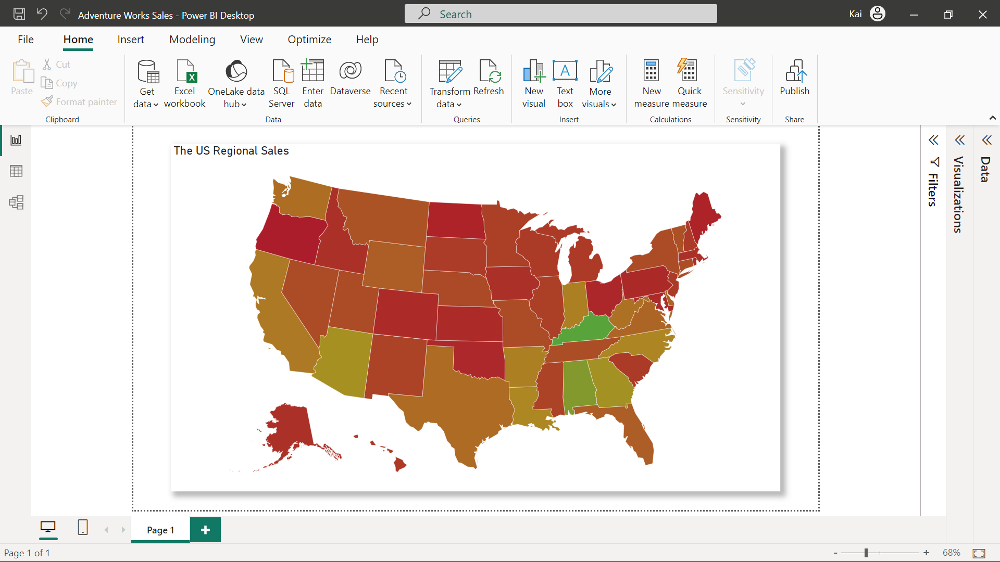 Adventure Works Sales - Power BI Desktop
Search
Kai
File Home Insert Modeling View Optimize Help
Paste
Cut
Copy
Format painter
Clipboard
Get data
Excel workbook
OneLake data hub
SQL Server
Enter data
Dataverse
Recent sources
Data
Transform data
Refresh
Queries
New visual
A
Text box
More visuals
Insert
New measure
Quick measure
Calculations
Sensitivity
Sensitivity
Publish
Share
The US Regional Sales
Filters
Visualizations
Data
Page 1
Page 1 of 1
- + 68%